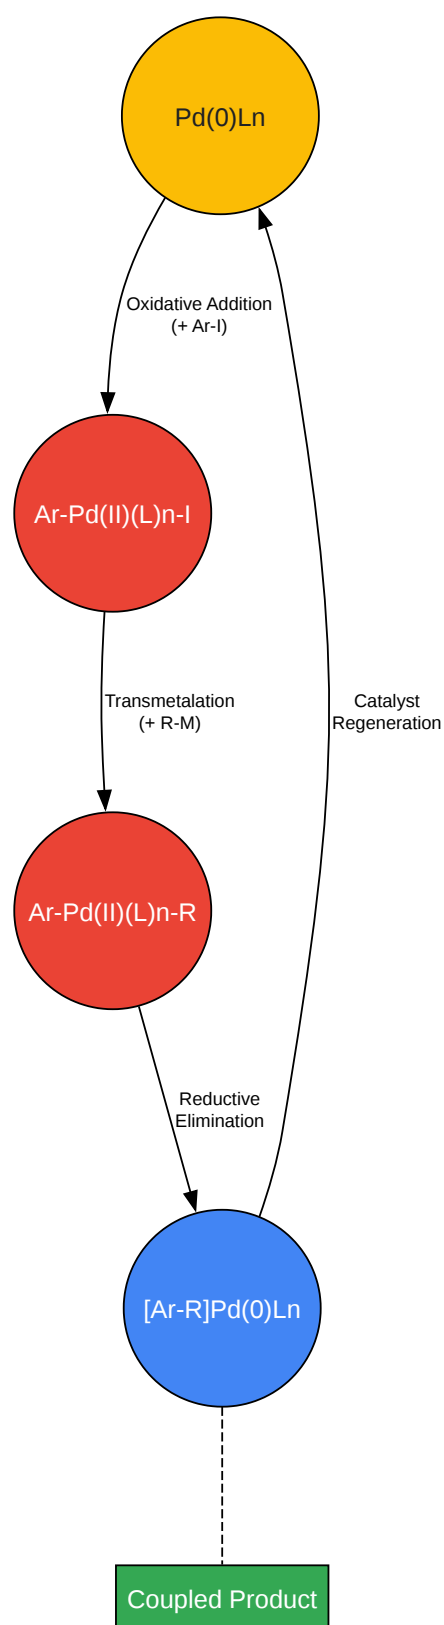 Pd(0)Ln
Oxidative Addition
(+ Ar-I)
Ar-Pd(II)(L)n-I
Transmetalation
(+ R-M)
Catalyst
Regeneration
Ar-Pd(II)(L)n-R
Reductive
Elimination
[Ar-R]Pd(0)Ln
Coupled Product